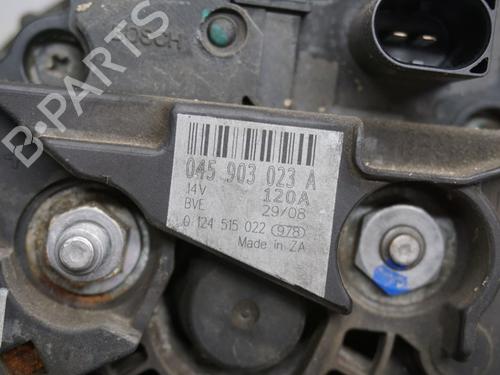 BOSCH
045 903 023 A
14V 120A
BVE 29/08
0 124 515 022 978
Made in ZA
B-PARTS